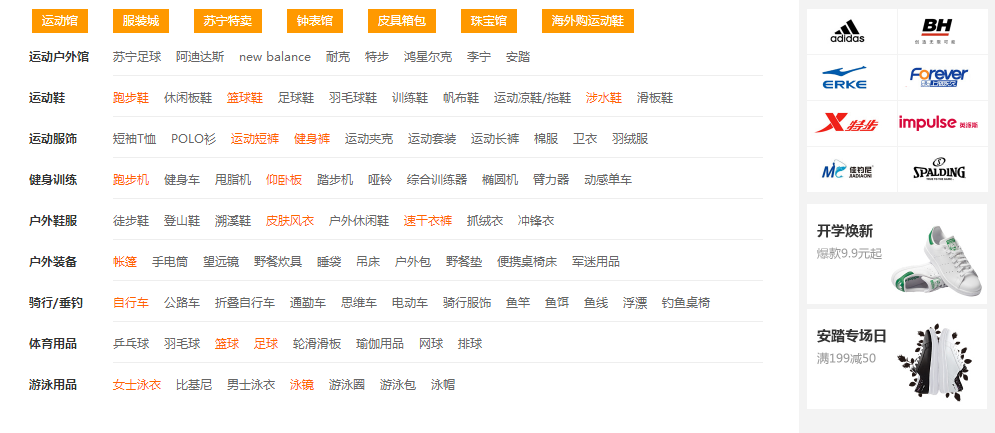 运动馆 服装城 苏宁特卖 钟表馆 皮具箱包 珠宝馆 海外购运动鞋
运动户外馆 苏宁足球 阿迪达斯 new balance 耐克 特步 鸿星尔克 李宁 安踏
运动鞋 跑步鞋 休闲板鞋 篮球鞋 足球鞋 羽毛球鞋 训练鞋 帆布鞋 运动凉鞋/拖鞋 涉水鞋 滑板鞋
运动服饰 短袖T恤 POLO衫 运动短裤 健身裤 运动夹克 运动套装 运动长裤 棉服 卫衣 羽绒服
健身训练 跑步机 健身车 甩脂机 仰卧板 踏步机 哑铃 综合训练器 椭圆机 臂力器 动感单车
户外鞋服 徒步鞋 登山鞋 溯溪鞋 皮肤风衣 户外休闲鞋 速干衣裤 抓绒衣 冲锋衣
户外装备 帐篷 手电筒 望远镜 野餐炊具 睡袋 吊床 户外包 野餐垫 便携桌椅床 军迷用品
骑行/垂钓 自行车 公路车 折叠自行车 通勤车 思维车 电动车 骑行服饰 鱼竿 鱼饵 鱼线 浮漂 钓鱼桌椅
体育用品 乒乓球 羽毛球 篮球 足球 轮滑滑板 瑜伽用品 网球 排球
游泳用品 女士泳衣 比基尼 男士泳衣 泳镜 游泳圈 游泳包 泳帽
adidas BH
创造无限可能
ERKE Forever
特步 impulse 英派斯
佳钓尼 JIADIAONI SPALDING
TRUE TO THE GAME
开学焕新
爆款9.9元起
安踏专场日
满199减50